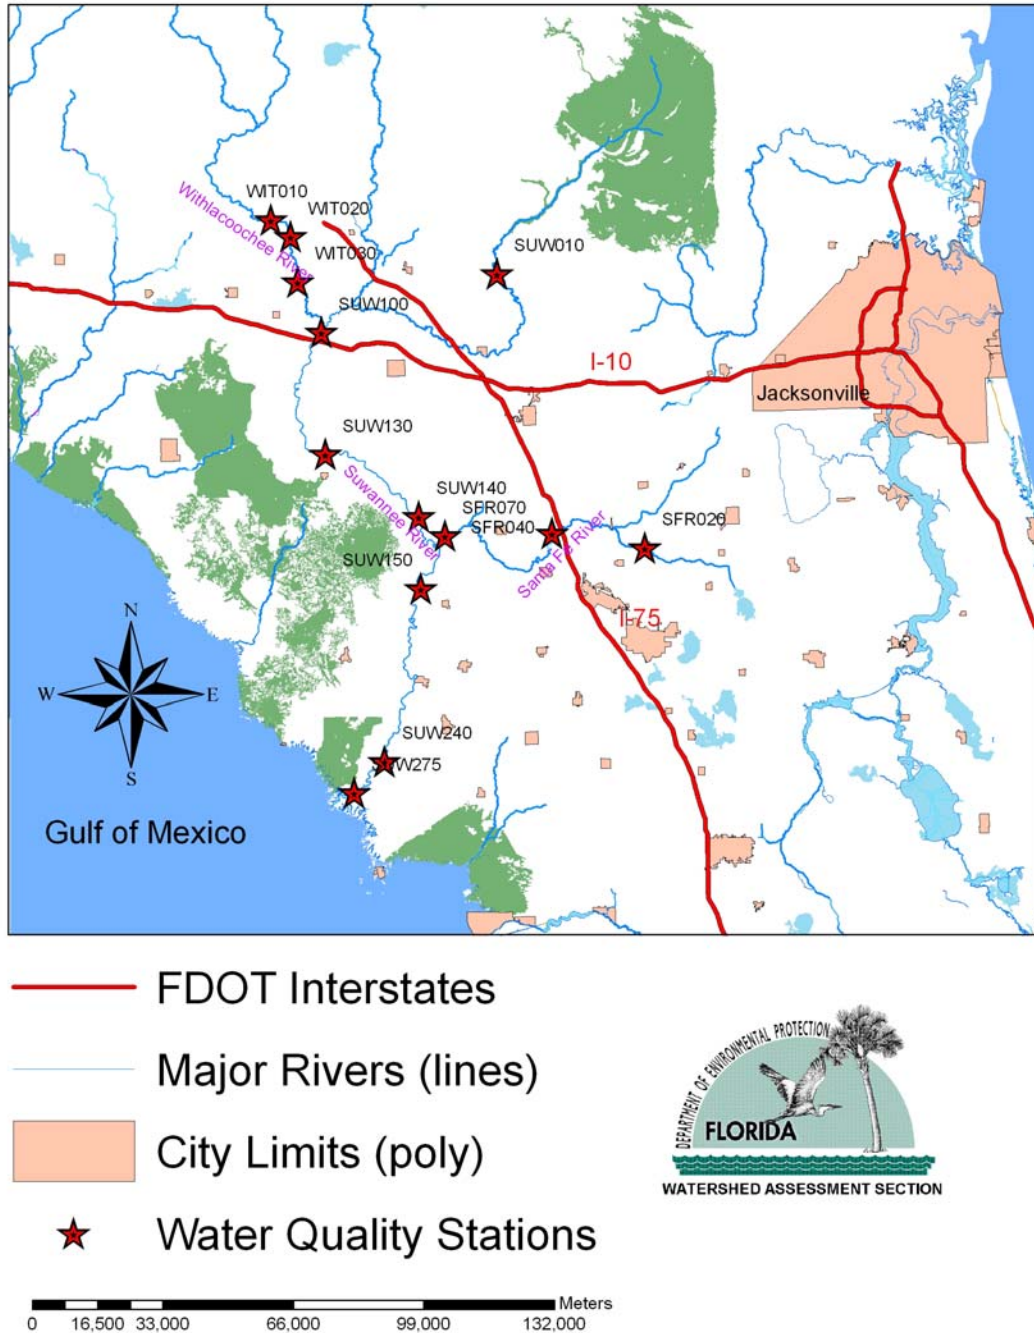 WIT010
WIT020
Withlacoochee River
WIT030
SUW010
SUW100
I-10
Jacksonville
SUW130
Suwannee River
SUW140
SFR070
SFR040
SFR020
SUW150
Santa Fe River
I-75
N
W
E
S
SUW240
UW275
Gulf of Mexico
FDOT Interstates
Major Rivers (lines)
City Limits (poly)
Water Quality Stations
DEPARTMENT OF ENVIRONMENTAL PROTECTION
FLORIDA
WATERSHED ASSESSMENT SECTION
Meters
0 16,500 33,000 66,000 99,000 132,000